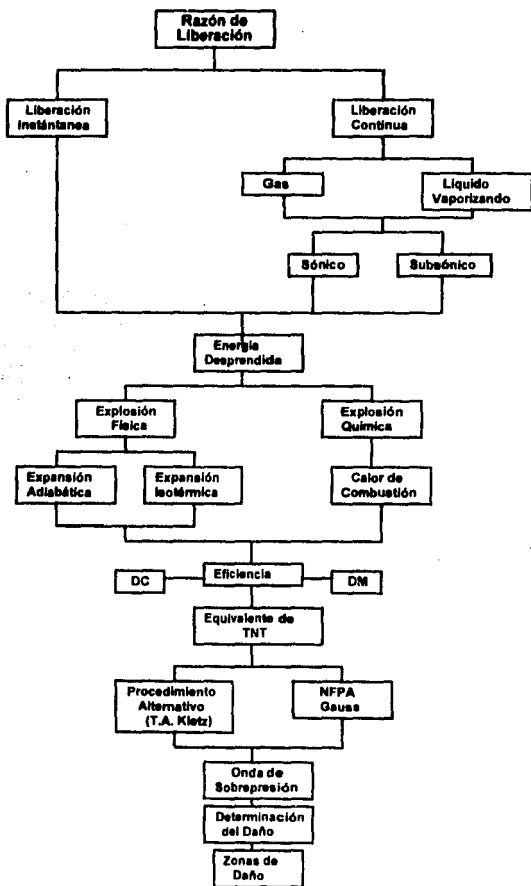 Razón de
Liberación
Liberación
Instántanea
Liberación
Continua
Gas
Líquido
Vaporizando
Sónico
Subsónico
Energía
Desprendida
Explosión
Física
Explosión
Química
Expansión
Adiabática
Expansión
Isotérmica
Calor de
Combustión
DC
Eficiencia
DM
Equivalente de
TNT
Procedimiento
Alternativo
(T.A. Kletz)
NFPA
Gauss
Onda de
Sobrepresión
Determinación
del Daño
Zonas de
Daño